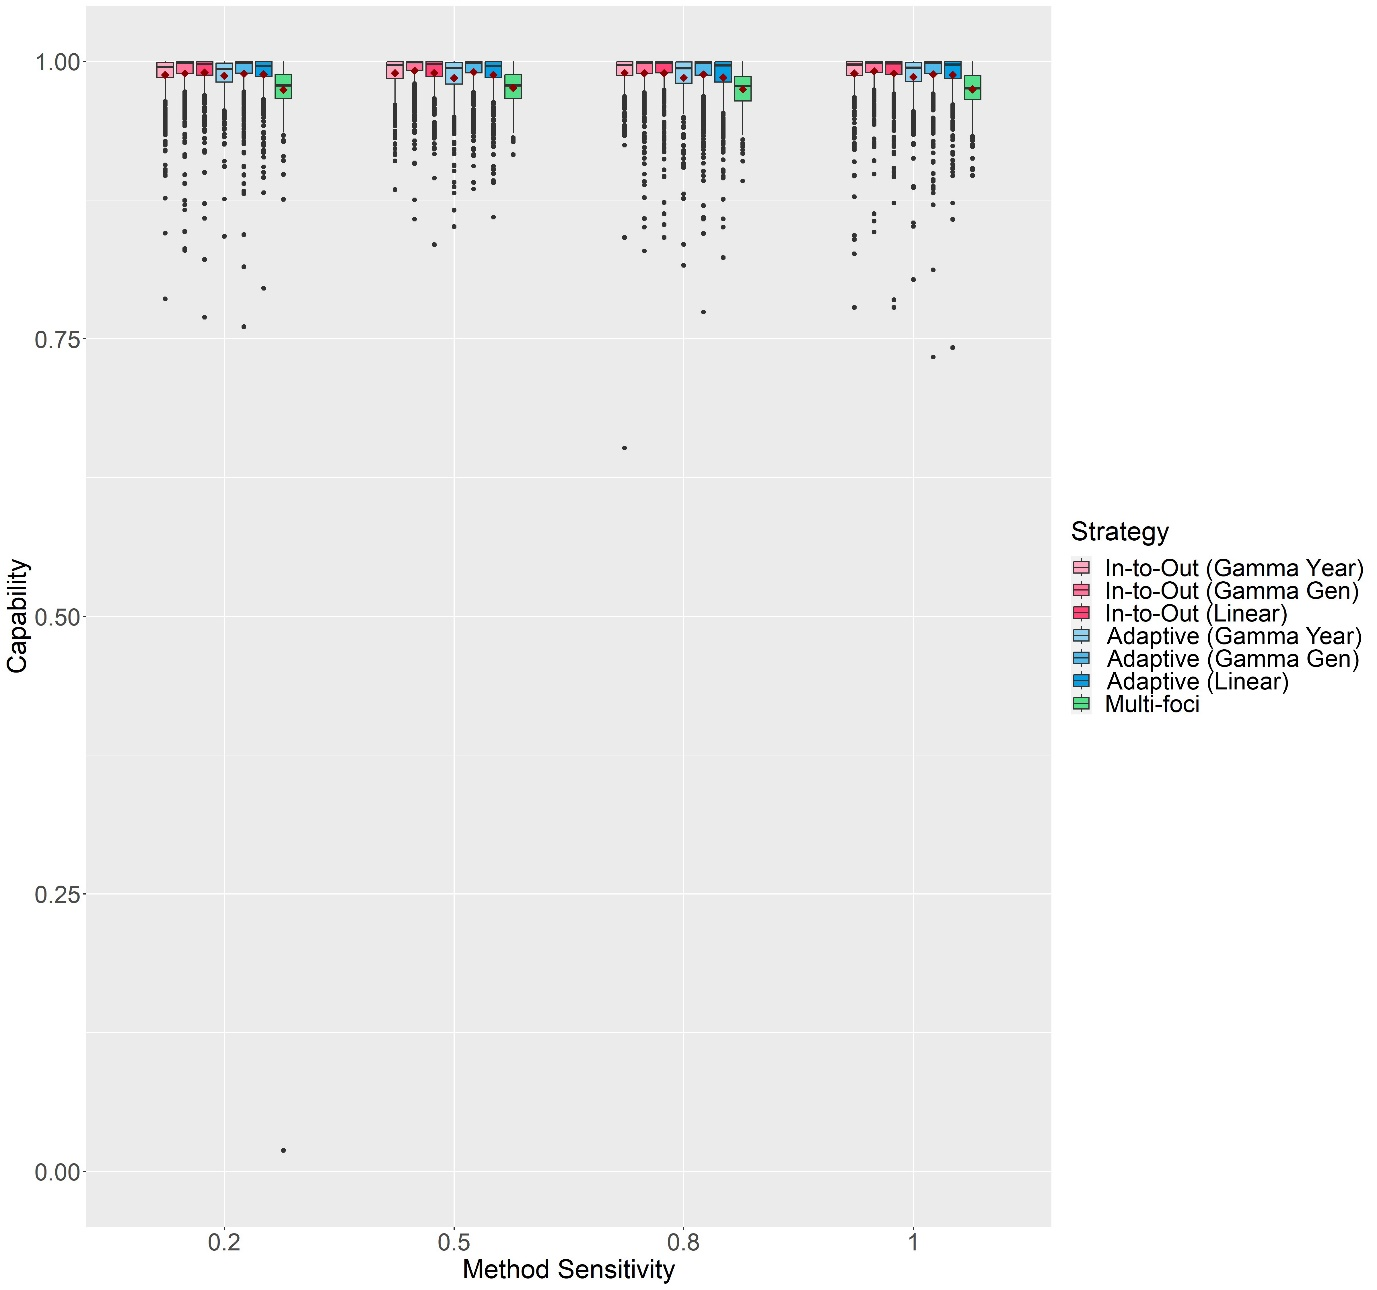 1.00
0.75
0.50
0.25
0.00
Capability
0.2
0.5
0.8
1
Method Sensitivity
Strategy
In-to-Out (Gamma Year)
In-to-Out (Gamma Gen)
In-to-Out (Linear)
Adaptive (Gamma Year)
Adaptive (Gamma Gen)
Adaptive (Linear)
Multi-foci